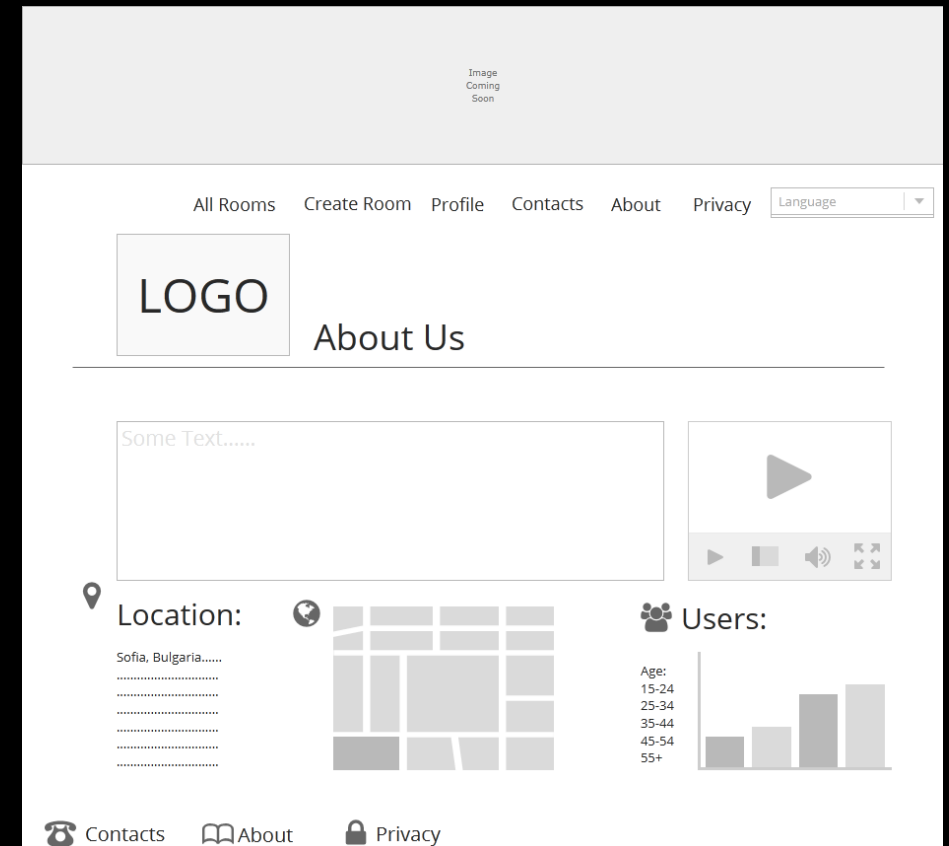 Image
Coming
Soon
All Rooms Create Room Profile Contacts About Privacy Language
LOGO
About Us
Some Text......
Location:
Sofia, Bulgaria......
..............................
..............................
..............................
..............................
..............................
..............................
Users:
Age:
15-24
25-34
35-44
45-54
55+
Contacts About Privacy